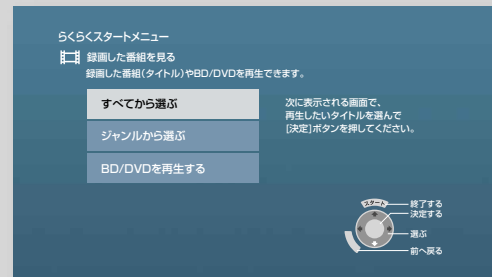 らくらくスタートメニュー
録画した番組を見る
録画した番組(タイトル)やBD/DVDを再生できます。
すべてから選ぶ
ジャンルから選ぶ
BD/DVDを再生する
次に表示される画面で、
再生したいタイトルを選んで
[決定]ボタンを押してください。
スタート
終了する
決定する
選ぶ
前へ戻る